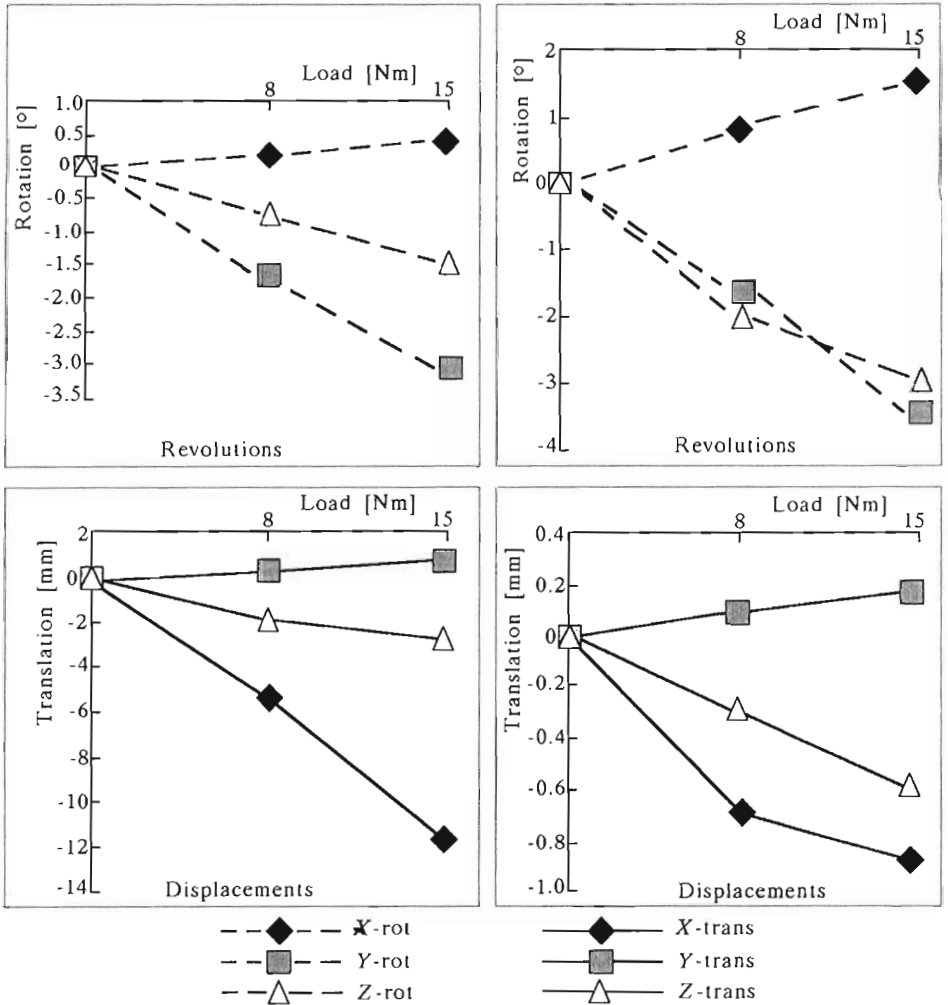 Load [Nm]
8 15
Rotation [°]
1.0
0.5
0
-0.5
-1.0
-1.5
-2.0
-2.5
-3.0
-3.5
Revolutions
Load [Nm]
8 15
Rotation [°]
2
1
0
-1
-2
-3
-4
Revolutions
Load [Nm]
8 15
Translation [mm]
2
0
-2
-4
-6
-8
-10
-12
-14
Displacements
Load [Nm]
8 15
Translation [mm]
0.4
0.2
0
-0.2
-0.4
-0.6
-0.8
-1.0
Displacements
X-rot
Y-rot
Z-rot
X-trans
Y-trans
Z-trans